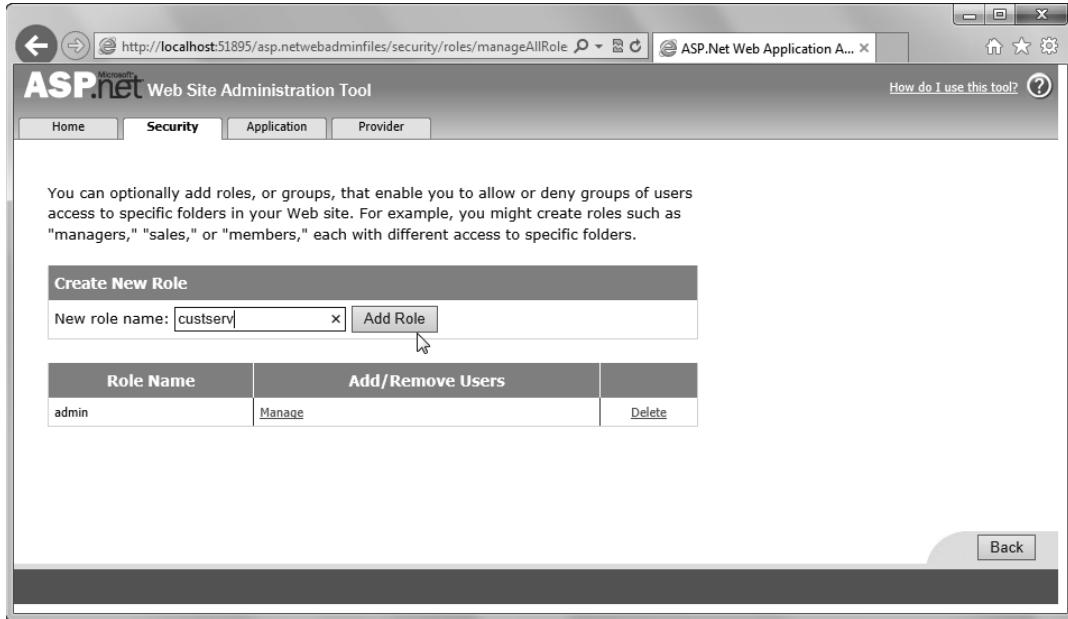 http://localhost:51895/asp.netwebadminfiles/security/roles/manageAllRole
ASP.Net Web Application A...
Microsoft
ASP.net Web Site Administration Tool
How do I use this tool? ?
Home Security Application Provider
You can optionally add roles, or groups, that enable you to allow or deny groups of users
access to specific folders in your Web site. For example, you might create roles such as
"managers," "sales," or "members," each with different access to specific folders.
Create New Role
New role name: custserv × Add Role
Role Name Add/Remove Users
admin Manage Delete
Back